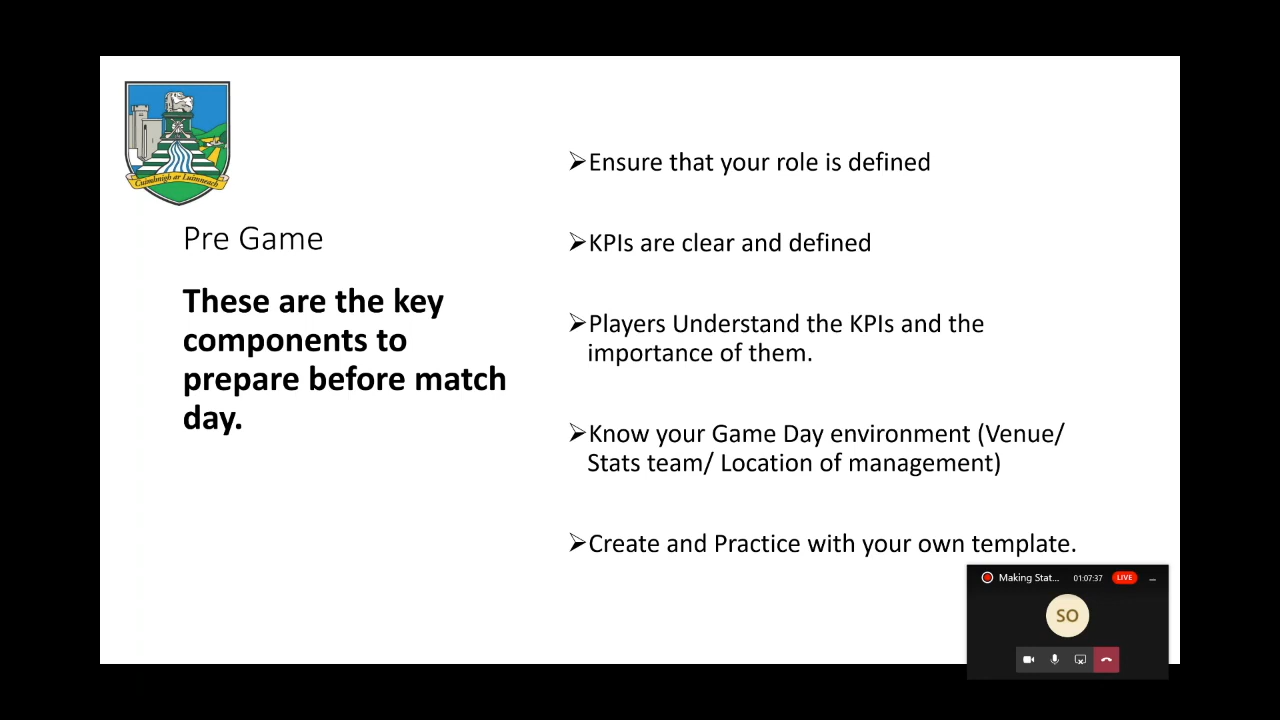 Cuimhnigh ar Luimneach
Pre Game
These are the key
components to
prepare before match
day.
➢Ensure that your role is defined
➢KPIs are clear and defined
➢Players Understand the KPIs and the
importance of them.
➢Know your Game Day environment (Venue/
Stats team/ Location of management)
➢Create and Practice with your own template.
Making Stat... 01:07:37 LIVE
SO